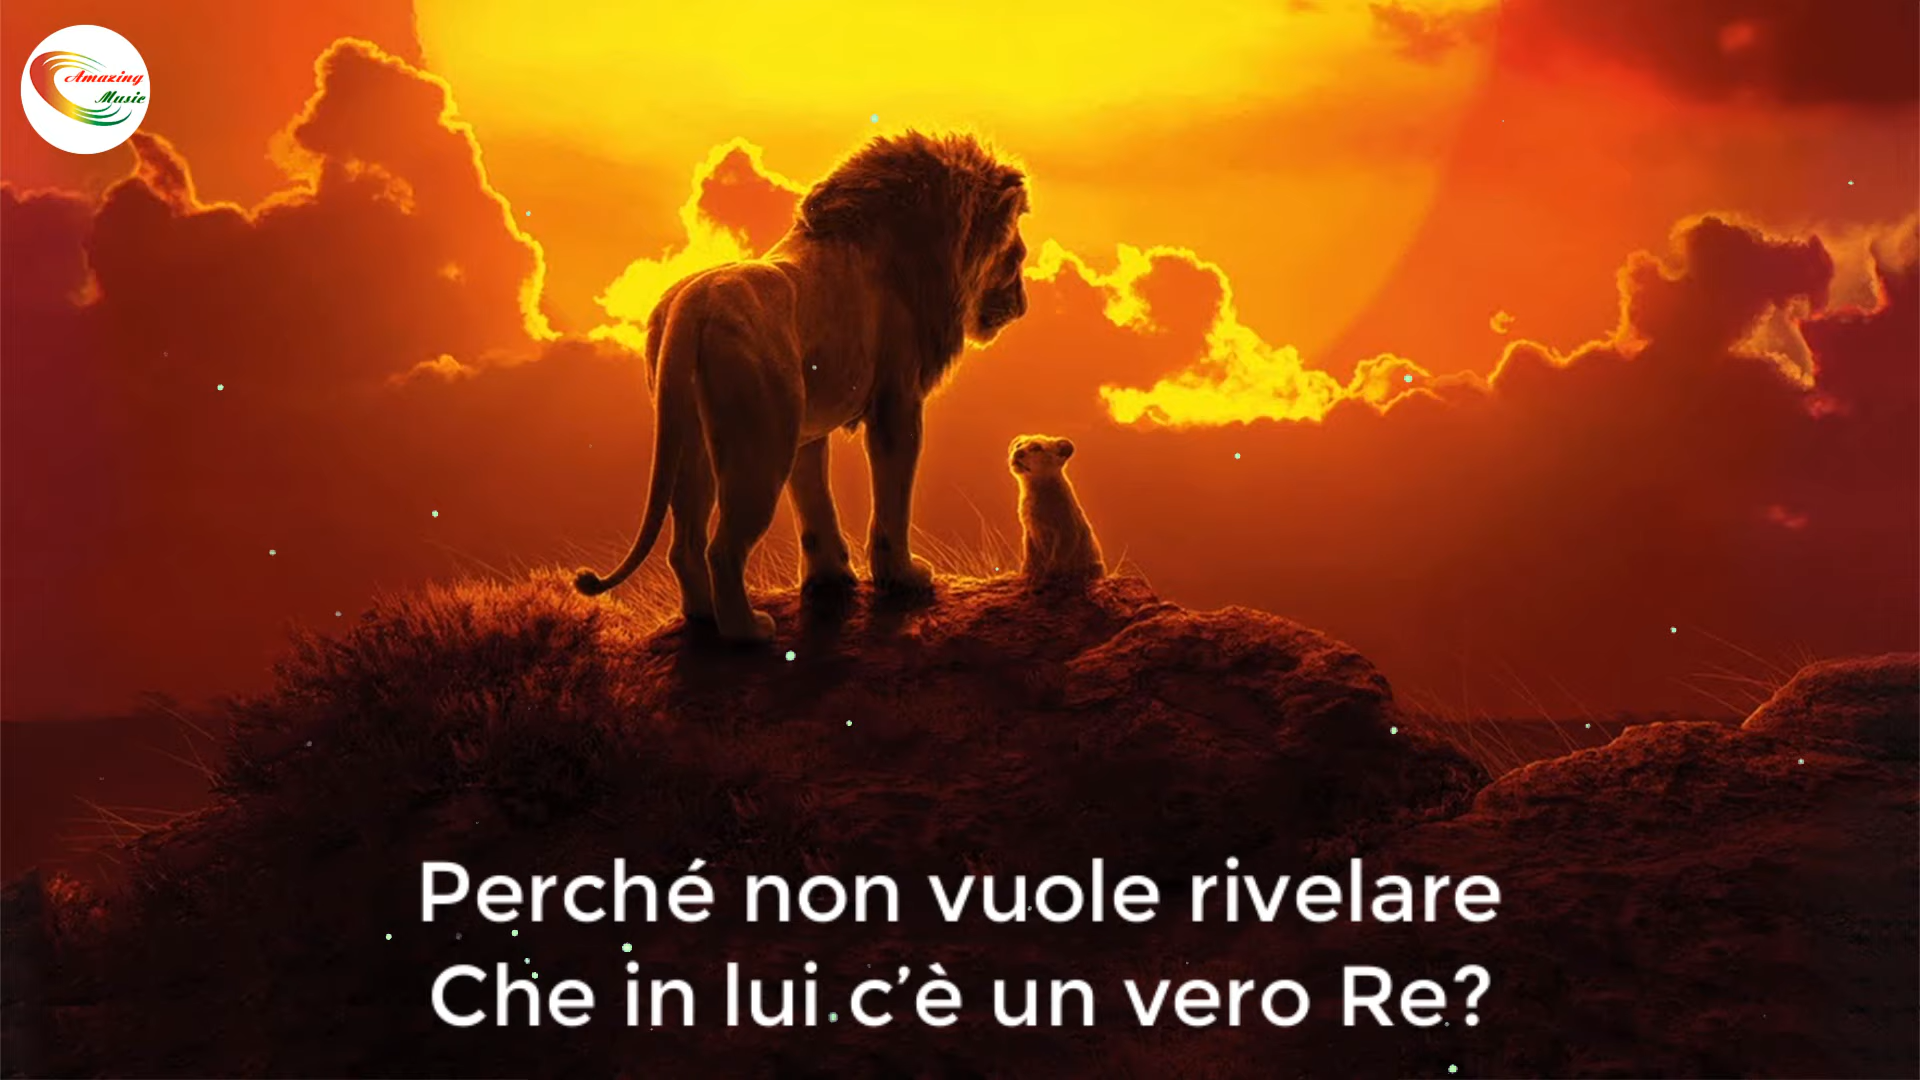 Amazing
Music
Perché non vuole rivelare
Che in lui c’è un vero Re?